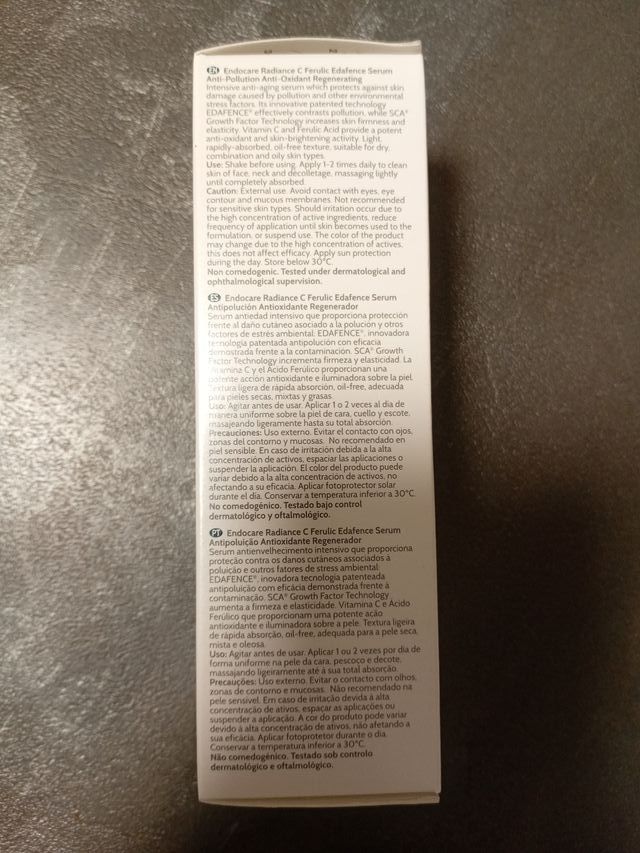 EN Endocare Radiance C Ferulic Edafence Serum
Anti-Pollution Anti-Oxidant Regenerating
Intensive anti-aging serum which protects against skin
damage caused by pollution and other environmental
stress factors. Its innovative patented technology
EDAFENCE® effectively contrasts pollution, while SCA®
Growth Factor Technology increases skin firmness and
elasticity. Vitamin C and Ferulic Acid provide a potent
anti-oxidant and skin-brightening activity. Light,
rapidly-absorbed, oil-free texture, suitable for dry,
combination and oily skin types.
Use: Shake before using. Apply 1-2 times daily to clean
skin of face, neck and décolletage, massaging lightly
until completely absorbed.
Caution: External use. Avoid contact with eyes, eye
contour and mucous membranes. Not recommended
for sensitive skin types. Should irritation occur due to
the high concentration of active ingredients, reduce
frequency of application until skin becomes used to the
formulation, or suspend use. The color of the product
may change due to the high concentration of actives,
this does not affect efficacy. Apply sun protection
during the day. Store below 30°C.
Non comedogenic. Tested under dermatological and
ophthalmological supervision.
ES Endocare Radiance C Ferulic Edafence Serum
Antipolución Antioxidante Regenerador
Serum antiedad intensivo que proporciona protección
frente al daño cutáneo asociado a la polución y otros
factores de estrés ambiental. EDAFENCE®, innovadora
tecnología patentada antipolución con eficacia
demostrada frente a la contaminación. SCA® Growth
Factor Technology incrementa firmeza y elasticidad. La
Vitamina C y el Ácido Ferúlico proporcionan una
potente acción antioxidante e iluminadora sobre la piel.
Textura ligera de rápida absorción, oil-free, adecuada
para pieles secas, mixtas y grasas.
Uso: Agitar antes de usar. Aplicar 1 o 2 veces al día de
manera uniforme sobre la piel de cara, cuello y escote,
masajeando ligeramente hasta su total absorción.
Precauciones: Uso externo. Evitar el contacto con ojos,
zonas del contorno y mucosas. No recomendado en
piel sensible. En caso de irritación debida a la alta
concentración de activos, espaciar las aplicaciones o
suspender la aplicación. El color del producto puede
variar debido a la alta concentración de activos, no
afectando a su eficacia. Aplicar fotoprotector solar
durante el día. Conservar a temperatura inferior a 30°C.
No comedogénico. Testado bajo control
dermatológico y oftalmológico.
PT Endocare Radiance C Ferulic Edafence Serum
Antipoluição Antioxidante Regenerador
Serum antienvelhecimento intensivo que proporciona
proteção contra os danos cutâneos associados à
poluição e outros fatores de stress ambiental.
EDAFENCE®, inovadora tecnologia patenteada
antipoluição com eficácia demonstrada frente à
contaminação. SCA® Growth Factor Technology
aumenta a firmeza e elasticidade. Vitamina C e Ácido
Ferúlico que proporcionam uma potente ação
antioxidante e iluminadora sobre a pele. Textura ligeira
de rápida absorção, oil-free, adequada para a pele seca,
mista e oleosa.
Uso: Agitar antes de usar. Aplicar 1 ou 2 vezes por dia de
forma uniforme na pele da cara, pescoço e decote,
massajando ligeiramente até à sua total absorção.
Precauções: Uso externo. Evitar o contacto com olhos,
zonas de contorno e mucosas. Não recomendado na
pele sensível. Em caso de irritação devida à alta
concentração de ativos, espaçar as aplicações ou
suspender a aplicação. A cor do produto pode variar
devido à alta concentração de ativos, não afetando a
sua eficácia. Aplicar fotoprotetor durante o dia.
Conservar a temperatura inferior a 30°C.
Não comedogénico. Testado sob controlo
dermatológico e oftalmológico.